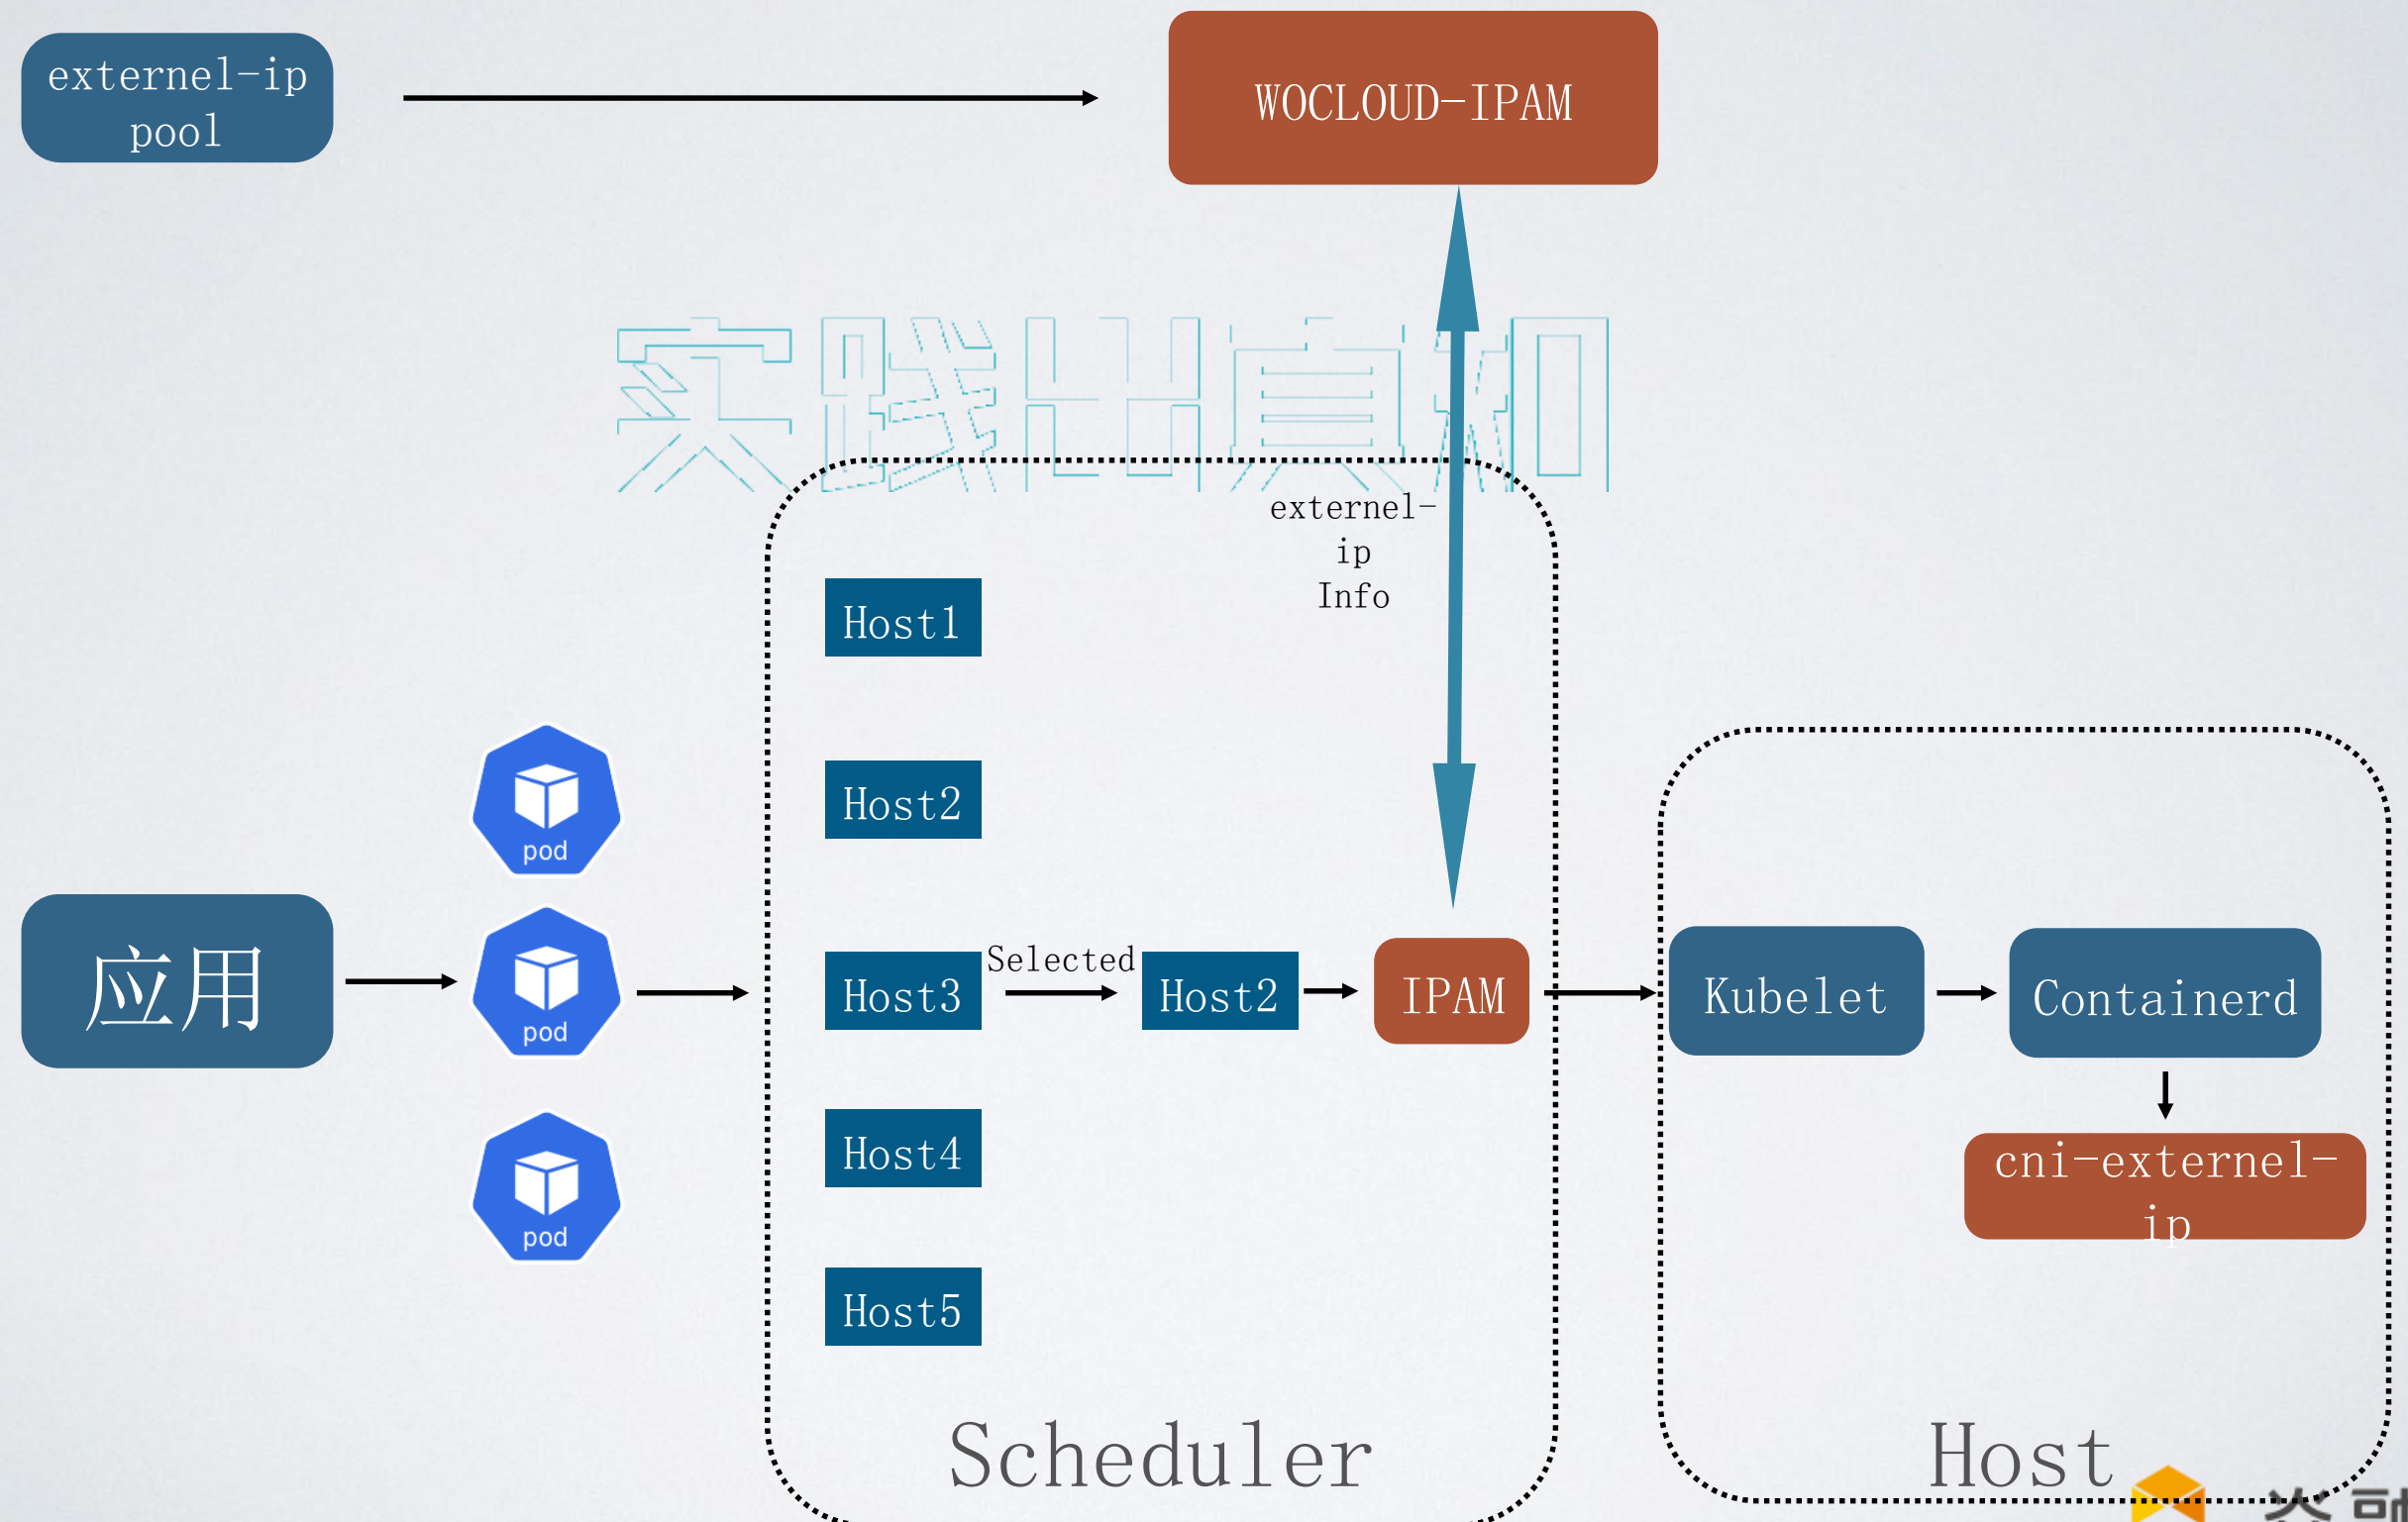 externel-ip
pool
WOCLOUD-IPAM
实践出真知
externel-
ip
Info
Host1
Host2
pod
应用
pod
Host3
Selected
Host2
IPAM
Kubelet
Containerd
Host4
cni-externel-
ip
pod
Host5
Scheduler
Host